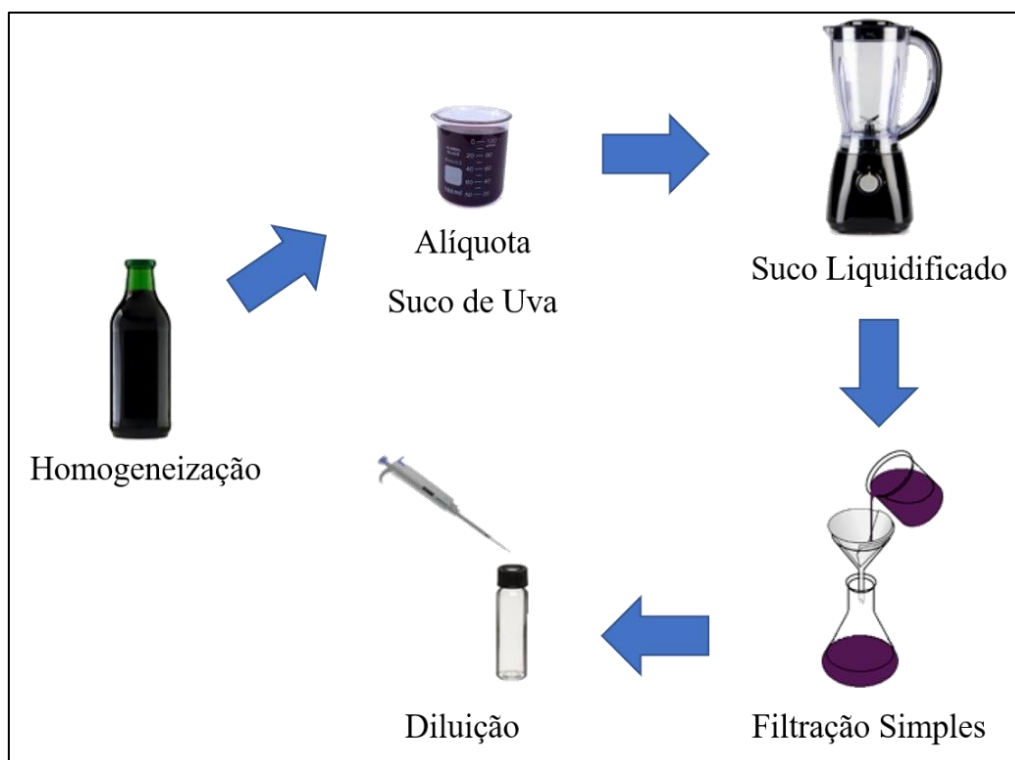 Homogeneização
Alíquota
Suco de Uva
Suco Liquidificado
Filtração Simples
Diluição